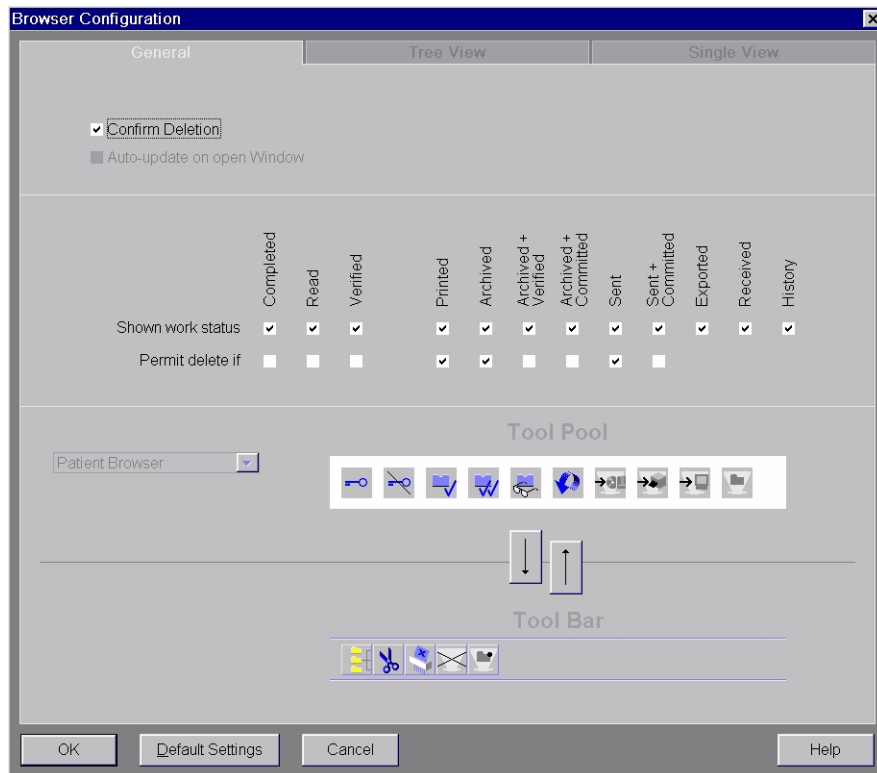 Browser Configuration
General
Tree View
Single View
Confirm Deletion
Auto-update on open Window
Completed
Read
Verified
Printed
Archived
Archived +
Verified
Archived +
Committed
Sent
Sent +
Committed
Exported
Received
History
Shown work status
Permit delete if
Tool Pool
Patient Browser
Tool Bar
OK
Default Settings
Cancel
Help